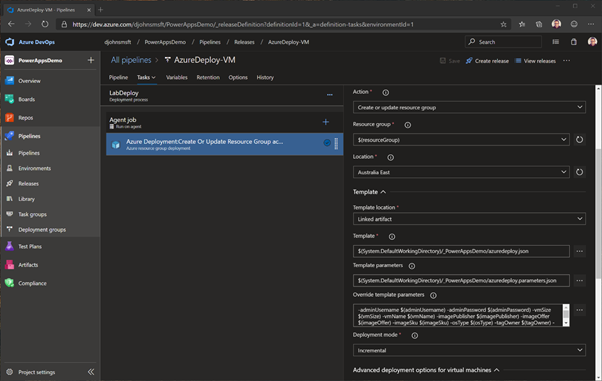 AzureDeploy-VM - Pipelines
https://dev.azure.com/djohnsmsft/PowerAppsDemo/_releaseDefinition?definitionId=1&_a=definition-tasks&environmentId=1
Azure DevOps
djohnsmsft / PowerAppsDemo / Pipelines / Releases / AzureDeploy-VM
Search
PowerAppsDemo
Overview
Boards
Repos
Pipelines
Pipelines
Environments
Releases
Library
Task groups
Deployment groups
Test Plans
Artifacts
Compliance
Project settings
All pipelines > AzureDeploy-VM
Save Create release View releases
Pipeline Tasks Variables Retention Options History
LabDeploy
Deployment process
Agent job
Run on agent
Azure Deployment:Create Or Update Resource Group ac...
Azure resource group deployment
Action *
Create or update resource group
Resource group *
$(resourceGroup)
Location *
Australia East
Template
Template location *
Linked artifact
Template *
$(System.DefaultWorkingDirectory)/_PowerAppsDemo/azuredeploy.json
Template parameters
$(System.DefaultWorkingDirectory)/_PowerAppsDemo/azuredeploy.parameters.json
Override template parameters
-adminUsername $(adminUsername) -adminPassword $(adminPassword) -vmSize
$(vmSize) -vmName $(vmName) -imagePublisher $(imagePublisher) -imageOffer
$(imageOffer) -imageSku $(imageSku) -osType $(osType) -tagOwner $(tagOwner) -
Deployment mode *
Incremental
Advanced deployment options for virtual machines